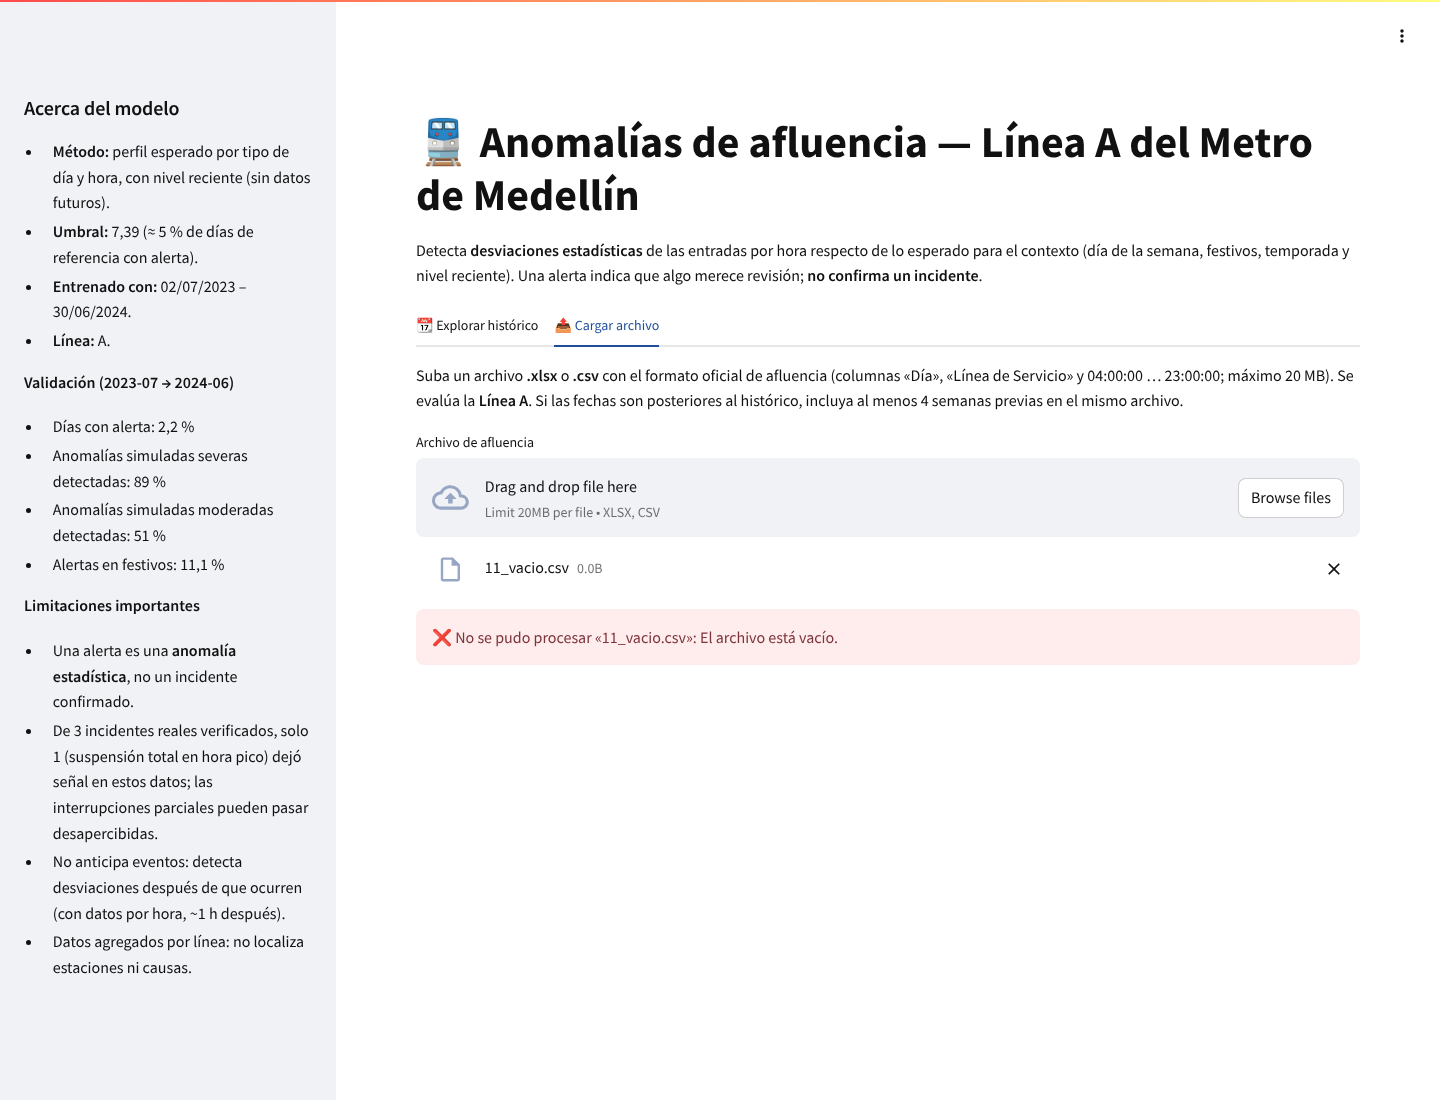 Acerca del modelo
Método: perfil esperado por tipo de
día y hora, con nivel reciente (sin datos
futuros).
Umbral: 7,39 (≈ 5 % de días de
referencia con alerta).
Entrenado con: 02/07/2023 –
30/06/2024.
Línea: A.
Validación (2023-07 → 2024-06)
Días con alerta: 2,2 %
Anomalías simuladas severas
detectadas: 89 %
Anomalías simuladas moderadas
detectadas: 51 %
Alertas en festivos: 11,1 %
Limitaciones importantes
Una alerta es una anomalía
estadística, no un incidente
confirmado.
De 3 incidentes reales verificados, solo
1 (suspensión total en hora pico) dejó
señal en estos datos; las
interrupciones parciales pueden pasar
desapercibidas.
No anticipa eventos: detecta
desviaciones después de que ocurren
(con datos por hora, ~1 h después).
Datos agregados por línea: no localiza
estaciones ni causas.
Anomalías de afluencia — Línea A del Metro
de Medellín
Detecta desviaciones estadísticas de las entradas por hora respecto de lo esperado para el contexto (día de la semana, festivos, temporada y
nivel reciente). Una alerta indica que algo merece revisión; no confirma un incidente.
Explorar histórico
Cargar archivo
Suba un archivo .xlsx o .csv con el formato oficial de afluencia (columnas «Día», «Línea de Servicio» y 04:00:00 … 23:00:00; máximo 20 MB). Se
evalúa la Línea A. Si las fechas son posteriores al histórico, incluya al menos 4 semanas previas en el mismo archivo.
Archivo de afluencia
Drag and drop file here
Limit 20MB per file • XLSX, CSV
Browse files
11_vacio.csv 0.0B
❌ No se pudo procesar «11_vacio.csv»: El archivo está vacío.